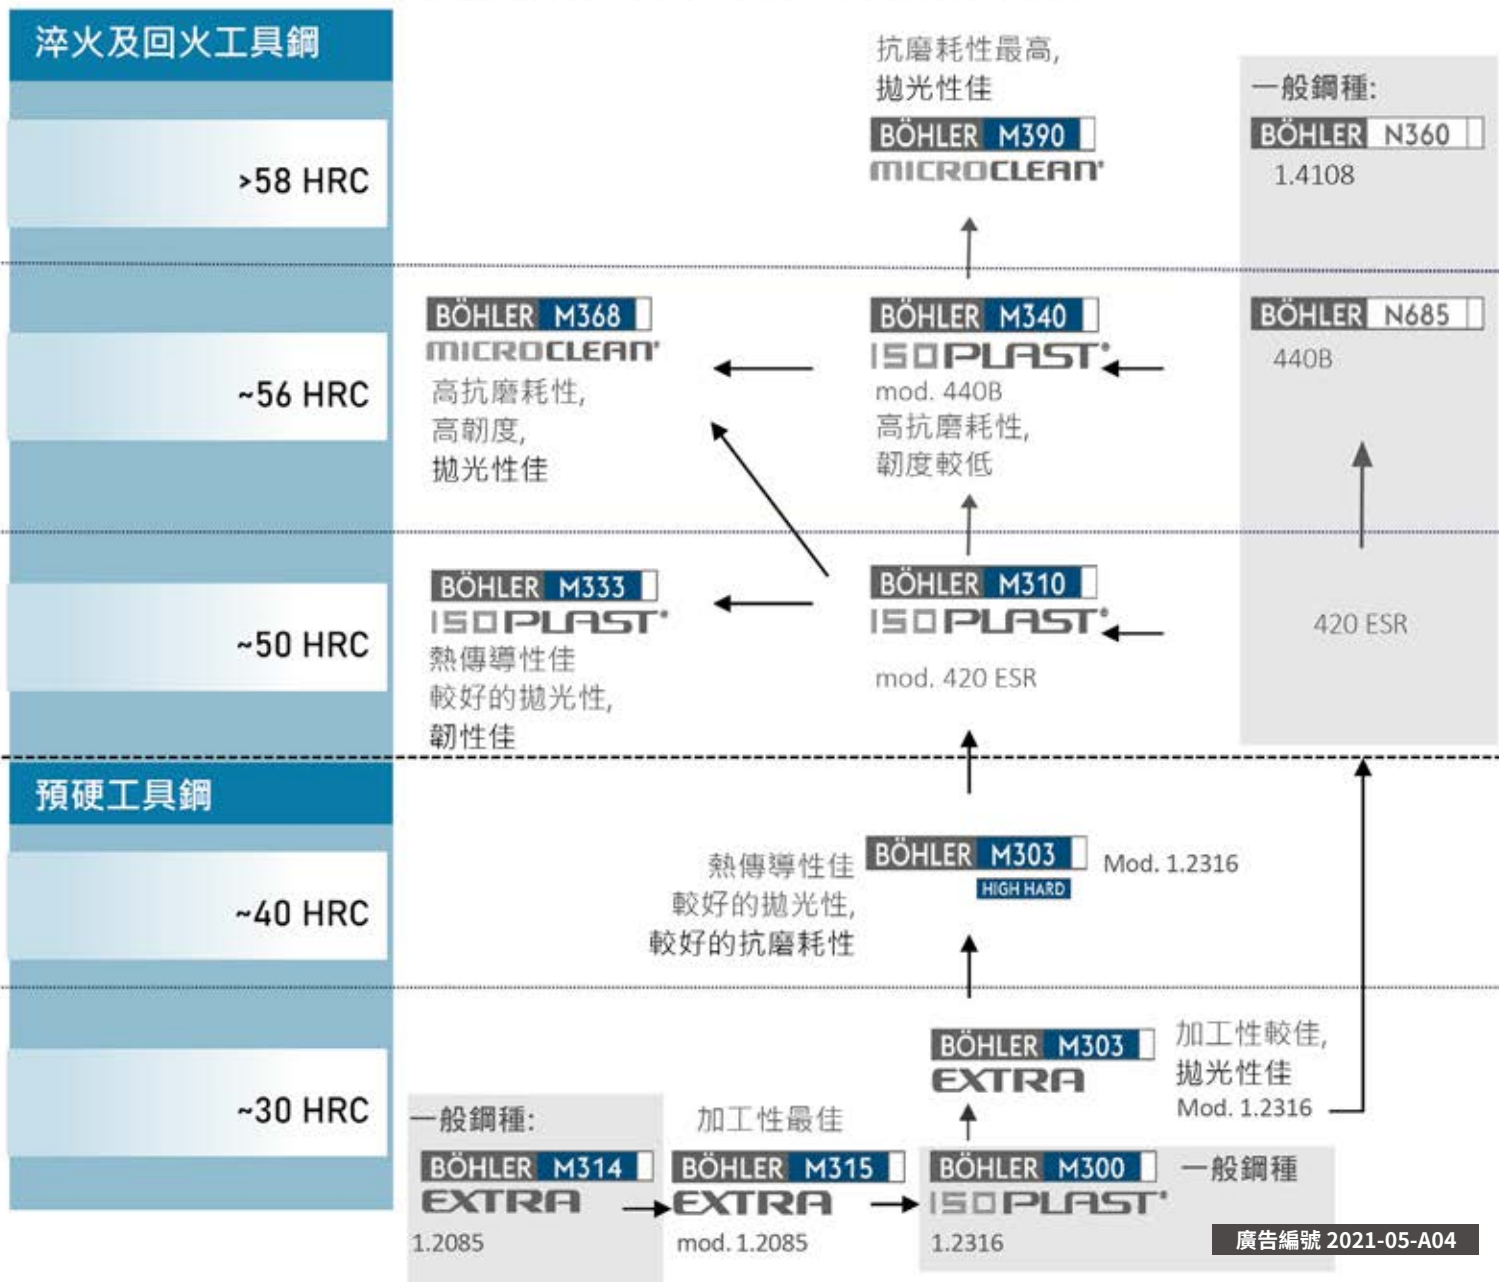 淬火及回火工具鋼
抗磨耗性最高,
拋光性佳
BÖHLER M390
MICROCLEAN®
一般鋼種:
BÖHLER N360
1.4108
>58 HRC
~56 HRC
BÖHLER M368
MICROCLEAN®
高抗磨耗性,
高韌度,
拋光性佳
BÖHLER M340
ISOPLAST®
mod. 440B
高抗磨耗性,
韌度較低
BÖHLER N685
440B
~50 HRC
BÖHLER M333
ISOPLAST®
熱傳導性佳
較好的拋光性,
韌性佳
BÖHLER M310
ISOPLAST®
mod. 420 ESR
420 ESR
預硬工具鋼
~40 HRC
熱傳導性佳
較好的拋光性,
較好的抗磨耗性
BÖHLER M303
HIGH HARD
Mod. 1.2316
~30 HRC
BÖHLER M303
EXTRA
加工性較佳,
拋光性佳
Mod. 1.2316
一般鋼種:
BÖHLER M314
EXTRA
1.2085
加工性最佳
BÖHLER M315
EXTRA
mod. 1.2085
BÖHLER M300
ISOPLAST®
1.2316
一般鋼種
廣告編號 2021-05-A04